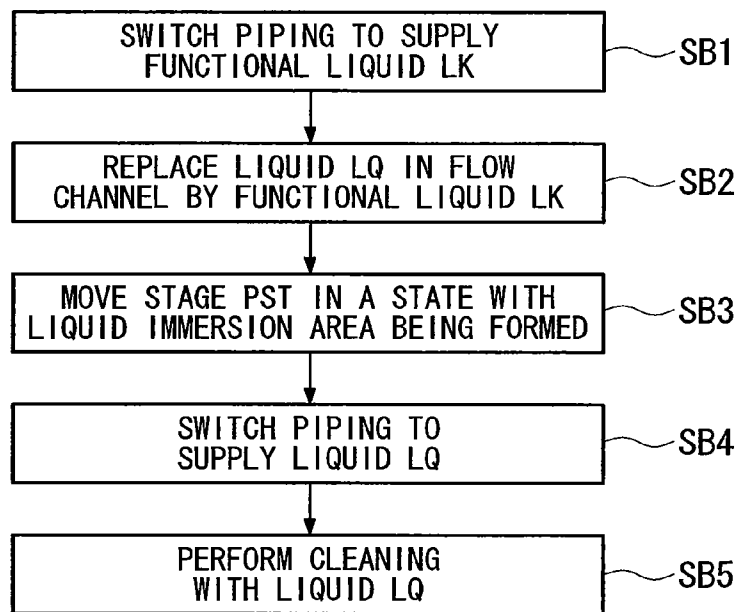 SWITCH PIPING TO SUPPLY
FUNCTIONAL LIQUID LK
SB1
REPLACE LIQUID LQ IN FLOW
CHANNEL BY FUNCTIONAL LIQUID LK
SB2
MOVE STAGE PST IN A STATE WITH
LIQUID IMMERSION AREA BEING FORMED
SB3
SWITCH PIPING TO
SUPPLY LIQUID LQ
SB4
PERFORM CLEANING
WITH LIQUID LQ
SB5